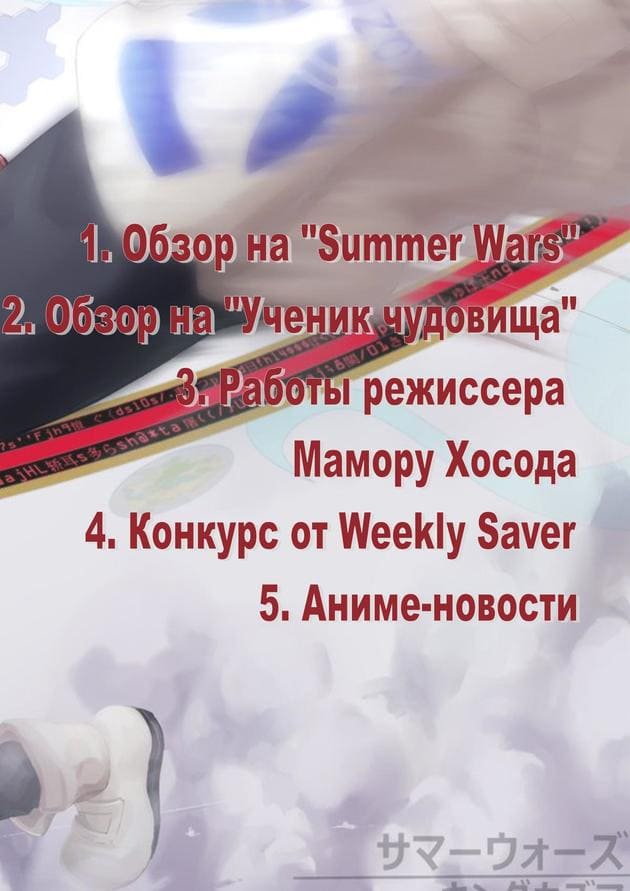 1. Обзор на "Summer Wars"
2. Обзор на "Ученик чудовища"
3. Работы режиссера
Мамору Хосода
4. Конкурс от Weekly Saver
5. Аниме-новости
サマーウォーズ